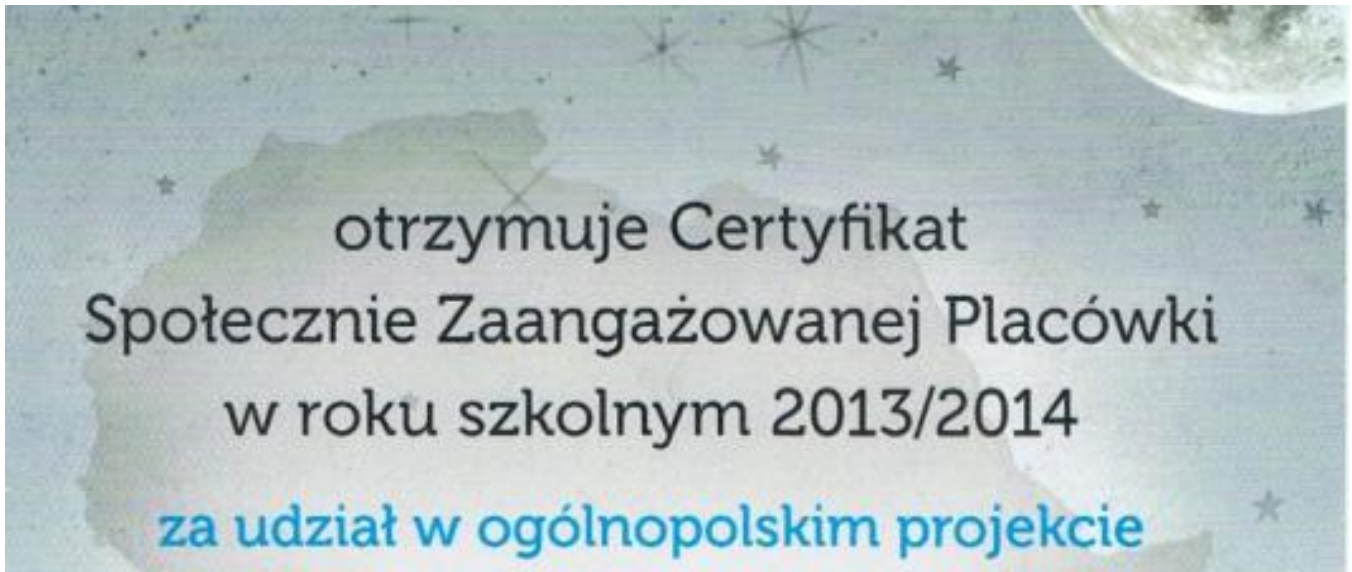 otrzymuje Certyfikat
Społecznie Zaangażowanej Placówki
w roku szkolnym 2013/2014
za udział w ogólnopolskim projekcie